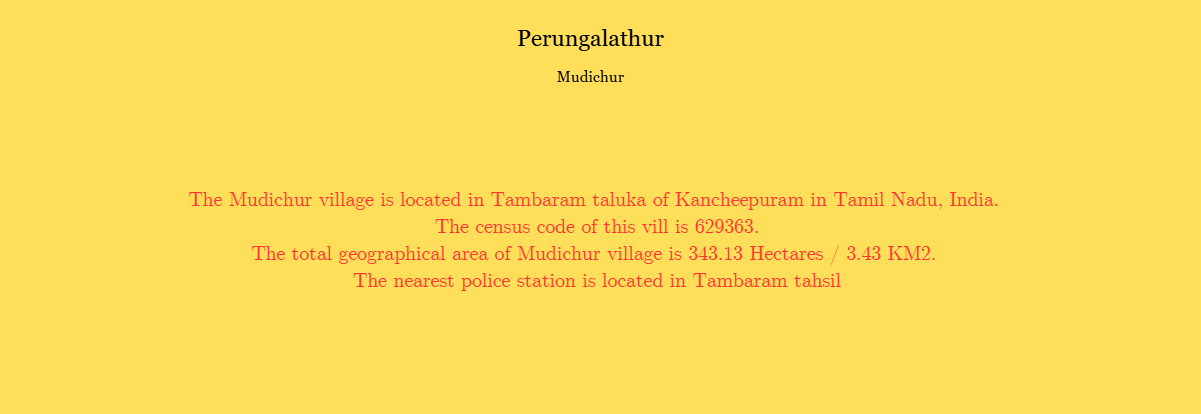 Perungalathur
Mudichur
The Mudichur village is located in Tambaram taluka of Kancheepuram in Tamil Nadu, India.
The census code of this vill is 629363.
The total geographical area of Mudichur village is 343.13 Hectares / 3.43 KM2.
The nearest police station is located in Tambaram tahsil